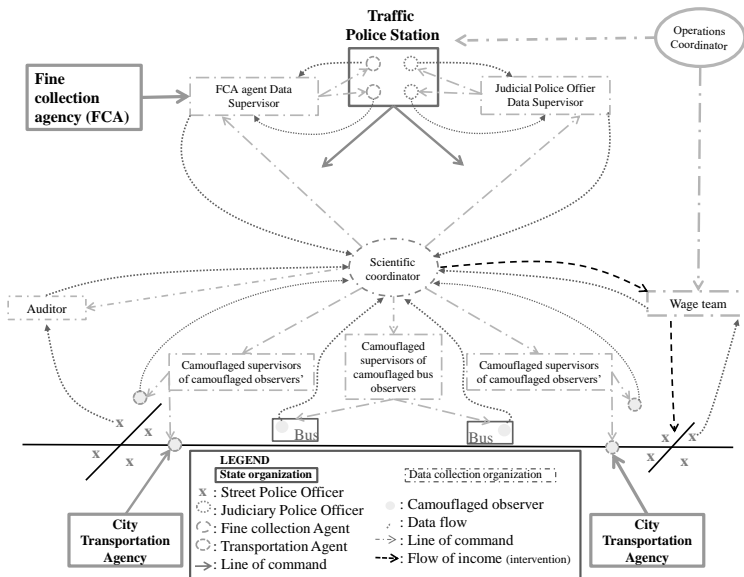 Traffic
Police Station
Operations
Coordinator
Fine
collection
agency (FCA)
FCA agent Data
Supervisor
Judicial Police Offier
Data Supervisor
Scientific
coordinator
Auditor
Wage team
Camouflaged supervisors
of camouflaged observers’
Camouflaged
supervisors of
camouflaged bus
observers
Camouflaged supervisors
of camouflaged observers’
x
x
x
x
x
x
x
x
Bus
Bus
City
Transportation
Agency
City
Transportation
Agency
LEGEND
State organization
Data collection organization
x : Street Police Officer
: Judiciary Police Officer
: Fine collection Agent
: Transportation Agent
: Line of command
: Camouflaged observer
: Data flow
: Line of command
: Flow of income (intervention)